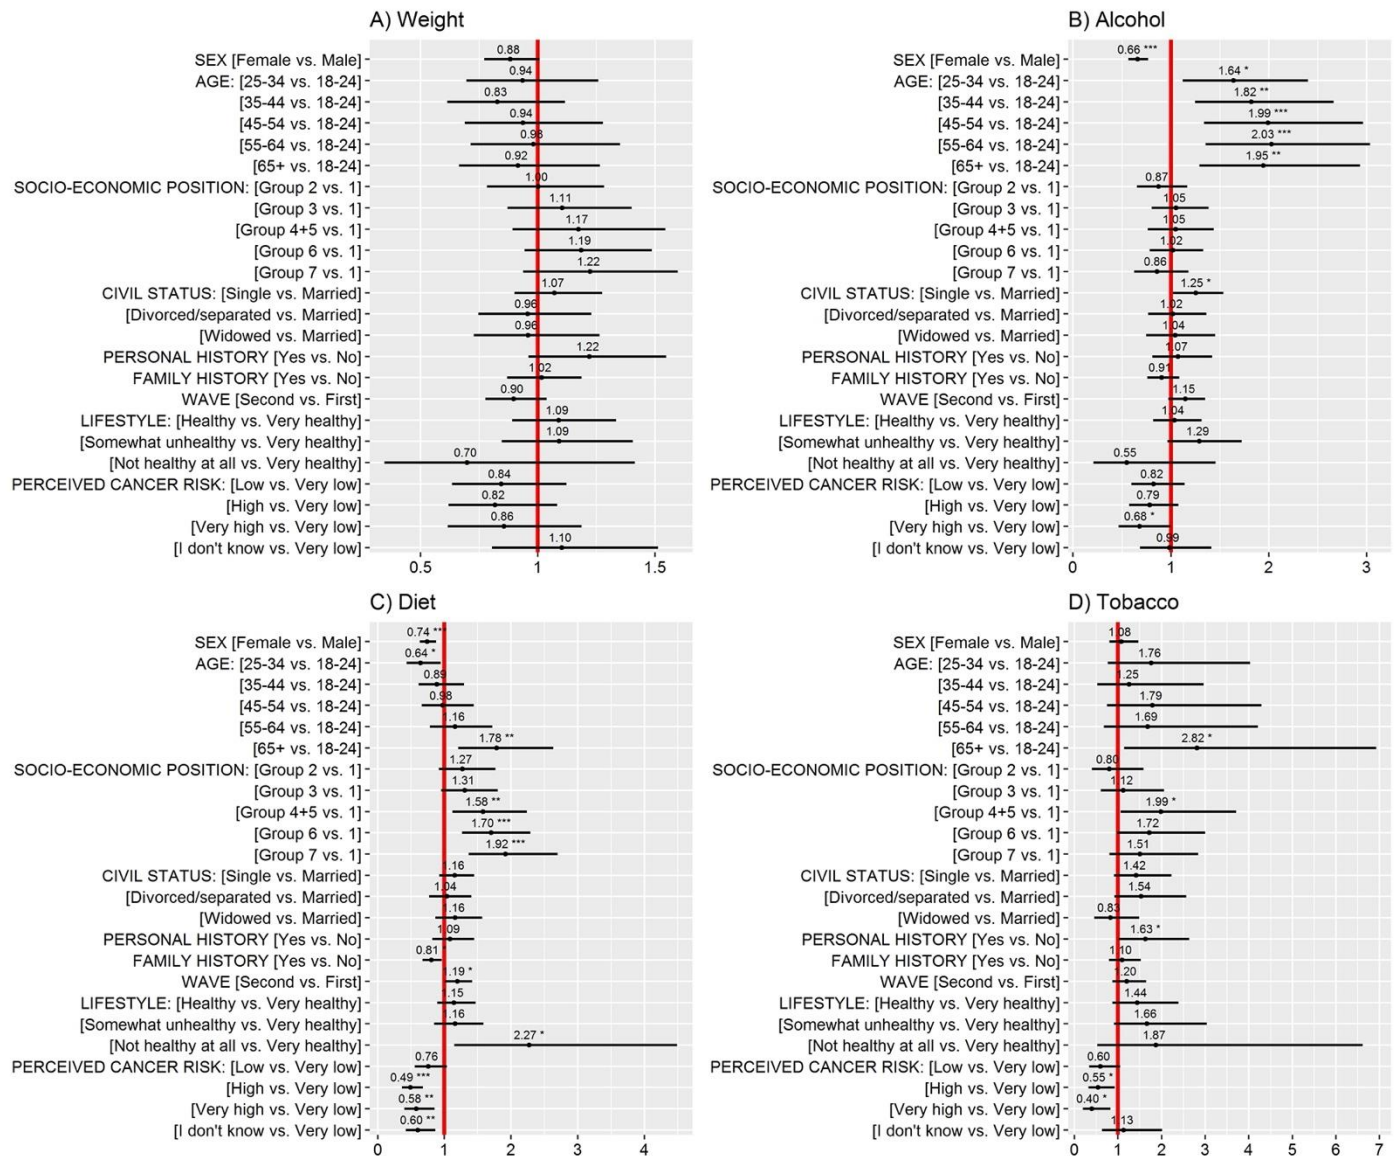 A) Weight
SEX [Female vs. Male] 0.88
AGE: [25-34 vs. 18-24] 0.94
[35-44 vs. 18-24] 0.83
[45-54 vs. 18-24] 0.94
[55-64 vs. 18-24] 0.98
[65+ vs. 18-24] 0.92
SOCIO-ECONOMIC POSITION: [Group 2 vs. 1] 1.00
[Group 3 vs. 1] 1.11
[Group 4+5 vs. 1] 1.17
[Group 6 vs. 1] 1.19
[Group 7 vs. 1] 1.22
CIVIL STATUS: [Single vs. Married] 1.07
[Divorced/separated vs. Married] 0.96
[Widowed vs. Married] 0.96
PERSONAL HISTORY [Yes vs. No] 1.22
FAMILY HISTORY [Yes vs. No] 1.02
WAVE [Second vs. First] 0.90
LIFESTYLE: [Healthy vs. Very healthy] 1.09
[Somewhat unhealthy vs. Very healthy] 1.09
[Not healthy at all vs. Very healthy] 0.70
PERCEIVED CANCER RISK: [Low vs. Very low] 0.84
[High vs. Very low] 0.82
[Very high vs. Very low] 0.86
[I don't know vs. Very low] 1.10
0.5 1 1.5
B) Alcohol
SEX [Female vs. Male] 0.66 ***
AGE: [25-34 vs. 18-24] 1.64 *
[35-44 vs. 18-24] 1.82 **
[45-54 vs. 18-24] 1.99 ***
[55-64 vs. 18-24] 2.03 ***
[65+ vs. 18-24] 1.95 **
SOCIO-ECONOMIC POSITION: [Group 2 vs. 1] 0.87
[Group 3 vs. 1] 1.05
[Group 4+5 vs. 1] 1.05
[Group 6 vs. 1] 1.02
[Group 7 vs. 1] 0.86
CIVIL STATUS: [Single vs. Married] 1.25 *
[Divorced/separated vs. Married] 1.02
[Widowed vs. Married] 1.04
PERSONAL HISTORY [Yes vs. No] 1.07
FAMILY HISTORY [Yes vs. No] 0.91
WAVE [Second vs. First] 1.15
LIFESTYLE: [Healthy vs. Very healthy] 1.04
[Somewhat unhealthy vs. Very healthy] 1.29
[Not healthy at all vs. Very healthy] 0.55
PERCEIVED CANCER RISK: [Low vs. Very low] 0.82
[High vs. Very low] 0.79
[Very high vs. Very low] 0.68 *
[I don't know vs. Very low] 0.99
0 1 2 3
C) Diet
SEX [Female vs. Male] 0.74 ***
AGE: [25-34 vs. 18-24] 0.64 *
[35-44 vs. 18-24] 0.89
[45-54 vs. 18-24] 0.98
[55-64 vs. 18-24] 1.16
[65+ vs. 18-24] 1.78 **
SOCIO-ECONOMIC POSITION: [Group 2 vs. 1] 1.27
[Group 3 vs. 1] 1.31
[Group 4+5 vs. 1] 1.58 **
[Group 6 vs. 1] 1.70 ***
[Group 7 vs. 1] 1.92 ***
CIVIL STATUS: [Single vs. Married] 1.16
[Divorced/separated vs. Married] 1.04
[Widowed vs. Married] 1.16
PERSONAL HISTORY [Yes vs. No] 1.09
FAMILY HISTORY [Yes vs. No] 0.81
WAVE [Second vs. First] 1.19 *
LIFESTYLE: [Healthy vs. Very healthy] 1.15
[Somewhat unhealthy vs. Very healthy] 1.16
[Not healthy at all vs. Very healthy] 2.27 *
PERCEIVED CANCER RISK: [Low vs. Very low] 0.76
[High vs. Very low] 0.49 ***
[Very high vs. Very low] 0.58 **
[I don't know vs. Very low] 0.60 **
0 1 2 3 4
D) Tobacco
SEX [Female vs. Male] 1.08
AGE: [25-34 vs. 18-24] 1.76
[35-44 vs. 18-24] 1.25
[45-54 vs. 18-24] 1.79
[55-64 vs. 18-24] 1.69
[65+ vs. 18-24] 2.82 *
SOCIO-ECONOMIC POSITION: [Group 2 vs. 1] 0.80
[Group 3 vs. 1] 1.12
[Group 4+5 vs. 1] 1.99 *
[Group 6 vs. 1] 1.72
[Group 7 vs. 1] 1.51
CIVIL STATUS: [Single vs. Married] 1.42
[Divorced/separated vs. Married] 1.54
[Widowed vs. Married] 0.83
PERSONAL HISTORY [Yes vs. No] 1.63 *
FAMILY HISTORY [Yes vs. No] 1.10
WAVE [Second vs. First] 1.20
LIFESTYLE: [Healthy vs. Very healthy] 1.44
[Somewhat unhealthy vs. Very healthy] 1.66
[Not healthy at all vs. Very healthy] 1.87
PERCEIVED CANCER RISK: [Low vs. Very low] 0.60
[High vs. Very low] 0.55 *
[Very high vs. Very low] 0.40 *
[I don't know vs. Very low] 1.13
0 1 2 3 4 5 6 7